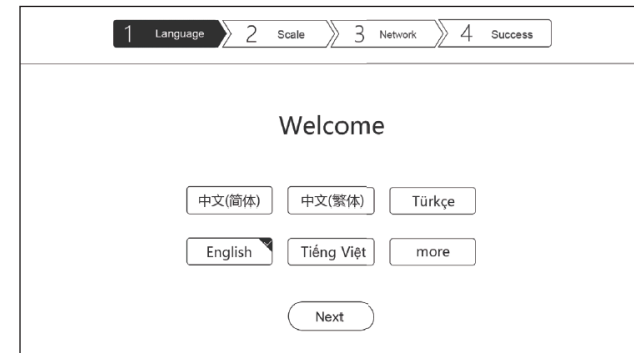 1 Language 2 Scale 3 Network 4 Success
Welcome
中文(简体) 中文(繁体) Türkçe
English Tiếng Việt more
Next